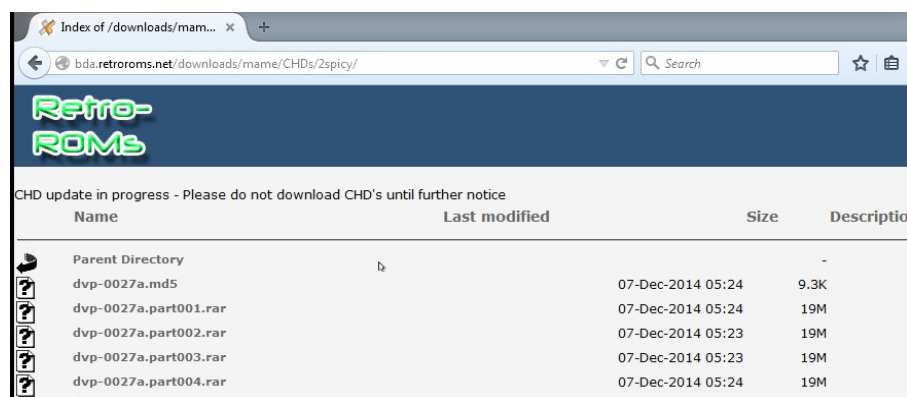 Index of /downloads/mam...
bda.retroroms.net/downloads/mame/CHDs/2spicy/
Search
Retro-
ROMs
CHD update in progress - Please do not download CHD's until further notice
Name Last modified Size Descriptio
Parent Directory -
dvp-0027a.md5 07-Dec-2014 05:24 9.3K
dvp-0027a.part001.rar 07-Dec-2014 05:24 19M
dvp-0027a.part002.rar 07-Dec-2014 05:23 19M
dvp-0027a.part003.rar 07-Dec-2014 05:23 19M
dvp-0027a.part004.rar 07-Dec-2014 05:24 19M